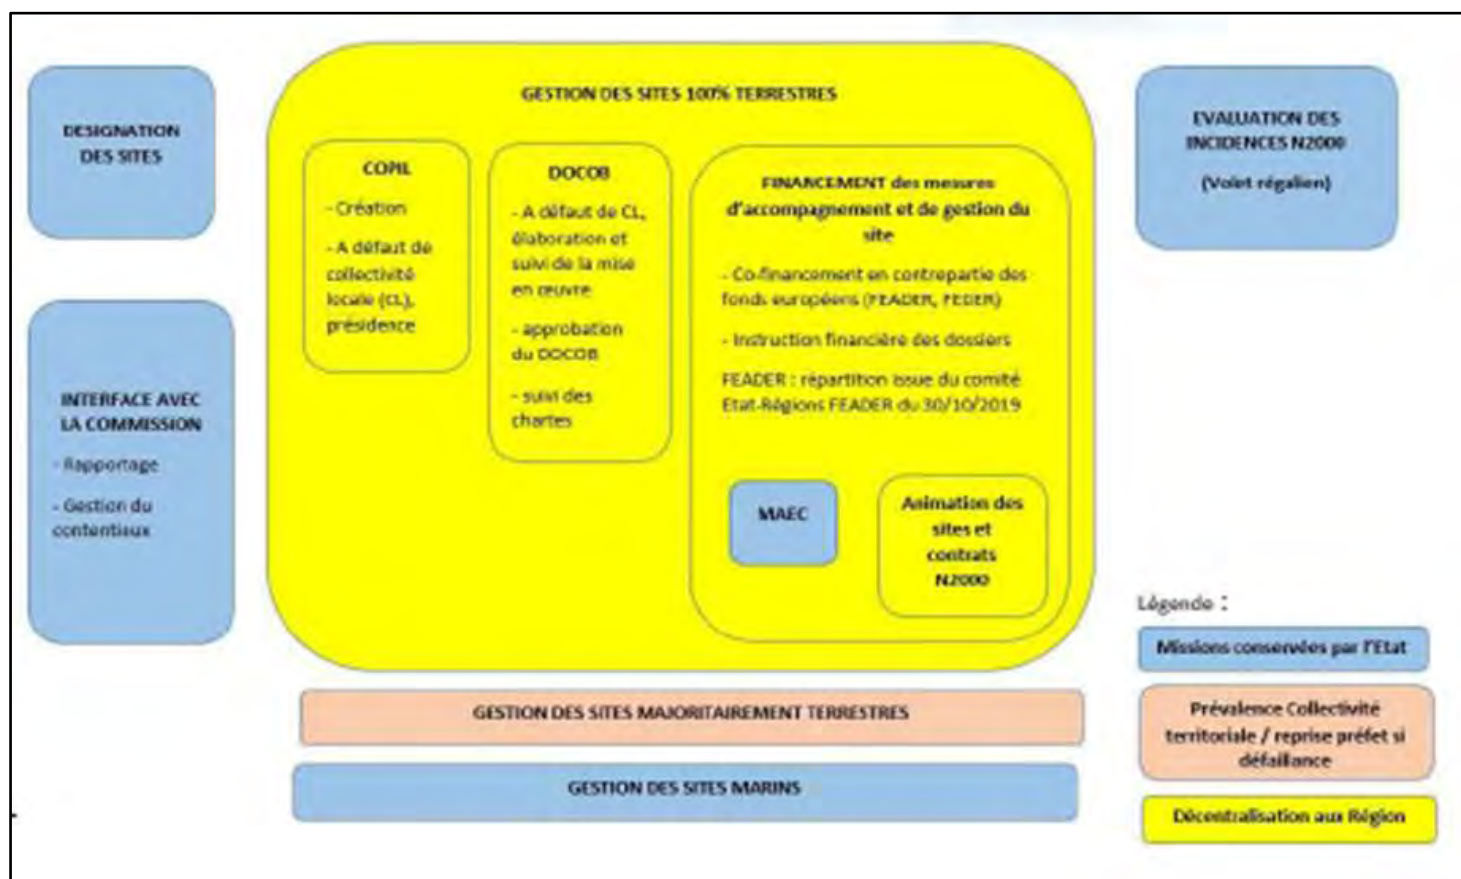 DESIGNATION
DES SITES
INTERFACE AVEC
LA COMMISSION
- Rapportage
- Gestion du
contentieux
GESTION DES SITES 100% TERRESTRES
COPIL
- Création
- A défaut de
collectivité
locale (CL),
présidence
DOCOB
- A défaut de CL,
élaboration et
suivi de la mise
en œuvre
- approbation
du DOCOB
- suivi des
chartes
FINANCEMENT des mesures
d'accompagnement et de gestion du
site
- Co-financement en contrepartie des
fonds européens (FEADER, FEDER)
- Instruction financière des dossiers
FEADER : répartition issue du comité
Etat-Régions FEADER du 30/10/2019
MAEC
Animation des
sites et
contrats
N2000
EVALUATION DES
INCIDENCES N2000
(Volet régalien)
GESTION DES SITES MAJORITAIREMENT TERRESTRES
GESTION DES SITES MARINS
Légende :
Missions conservées par l'Etat
Prévalence Collectivité
territoriale / reprise préfet si
défaillance
Décentralisation aux Région